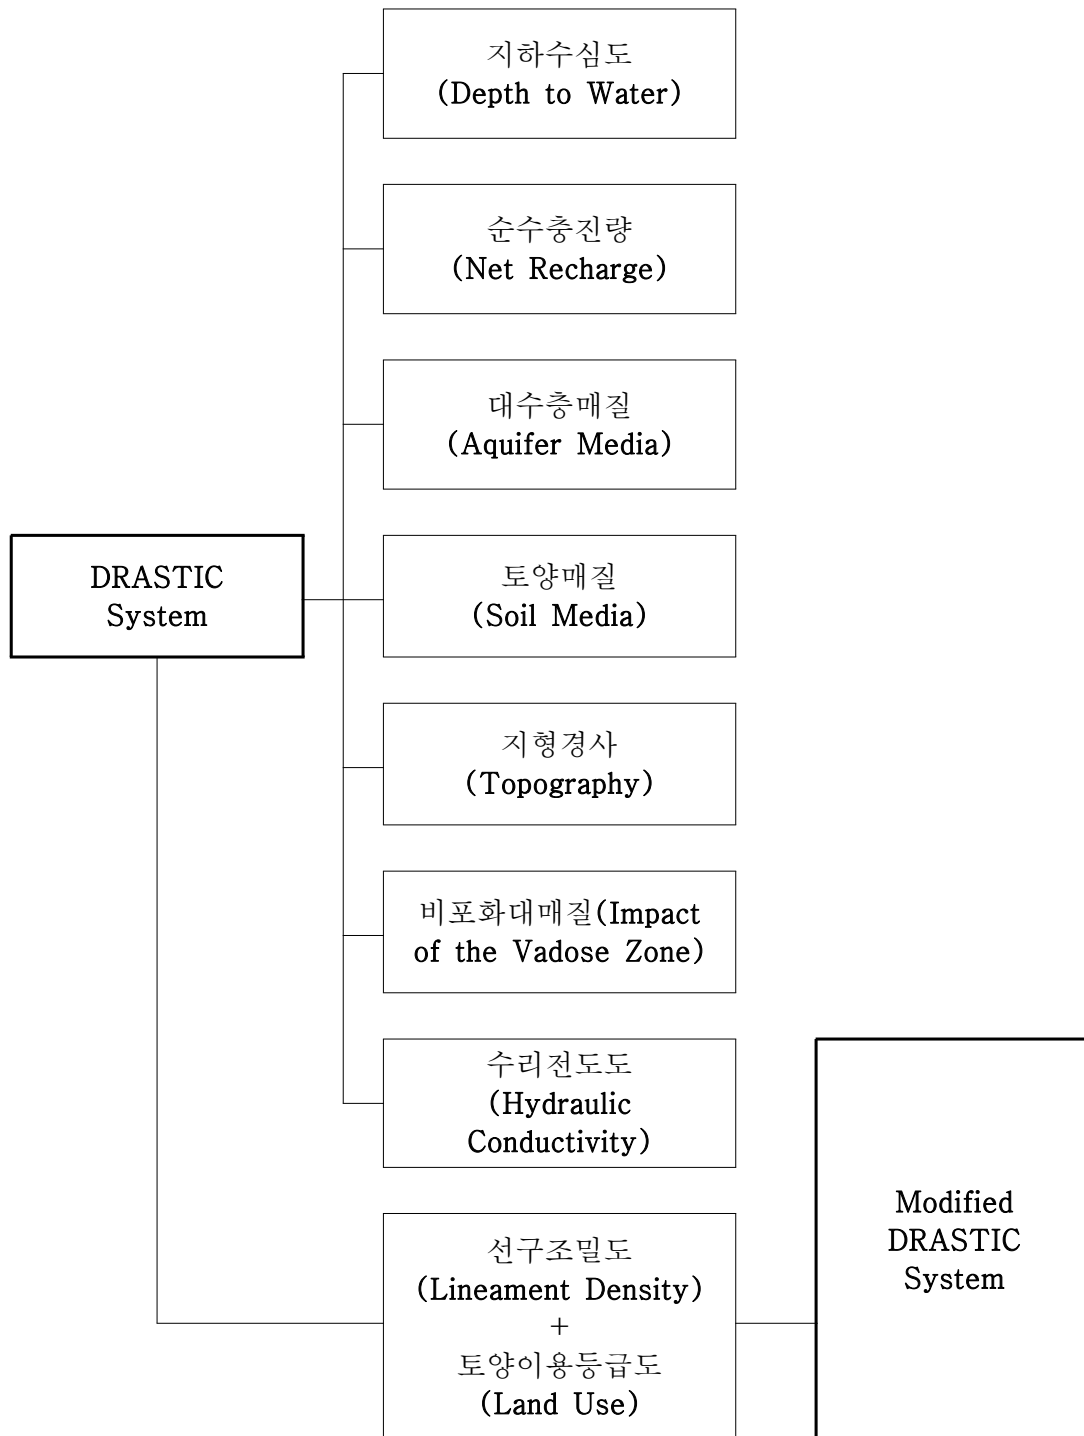 지하수심도
(Depth to Water)
순수충진량
(Net Recharge)
대수층매질
(Aquifer Media)
DRASTIC
System
토양매질
(Soil Media)
지형경사
(Topography)
비포화대매질(Impact
of the Vadose Zone)
수리전도도
(Hydraulic
Conductivity)
선구조밀도
(Lineament Density)
+
토양이용등급도
(Land Use)
Modified
DRASTIC
System